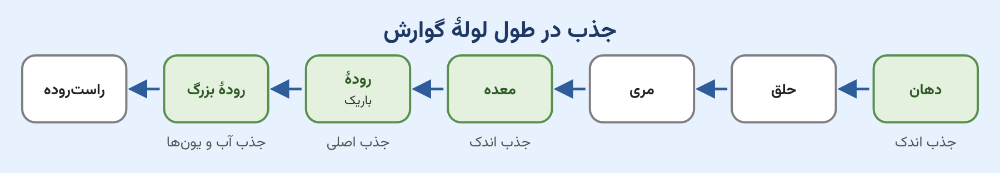 جذب در طول لولهٔ گوارش
دهان
حلق
مری
معده
رودهٔ
باریک
رودهٔ بزرگ
راست‌روده
جذب اندک
جذب اندک
جذب اصلی
جذب آب و یون‌ها